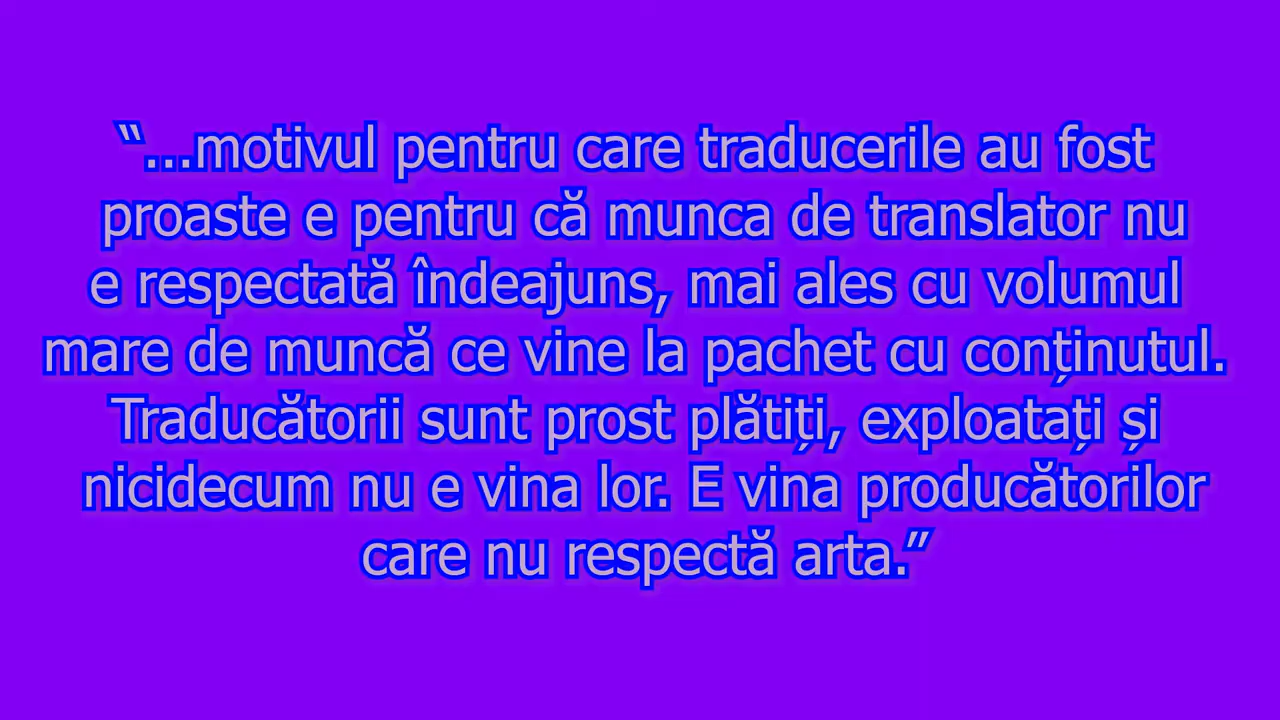 “...motivul pentru care traducerile au fost
proaste e pentru că munca de translator nu
e respectată îndeajuns, mai ales cu volumul
mare de muncă ce vine la pachet cu conținutul.
Traducătorii sunt prost plătiți, exploatați și
nicidecum nu e vina lor. E vina producătorilor
care nu respectă arta.”